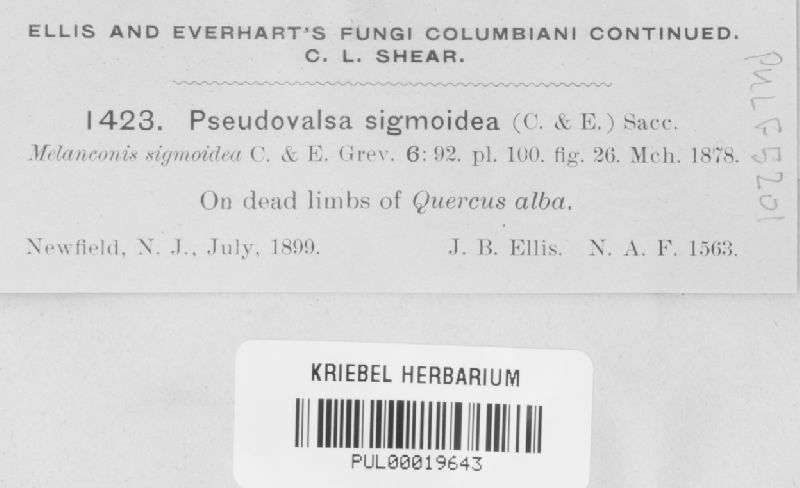 ELLIS AND EVERHART'S FUNGI COLUMBIANI CONTINUED.
C. L. SHEAR.
1423. Pseudovalsa sigmoidea (C. & E.) Sacc.
Melanconis sigmoidea C. & E. Grev. 6: 92. pl. 100. fig. 26. Mch. 1878.
On dead limbs of Quercus alba.
Newfield, N. J., July, 1899. J. B. Ellis. N. A. F. 1563.
PUL F5201
KRIEBEL HERBARIUM
PUL00019643